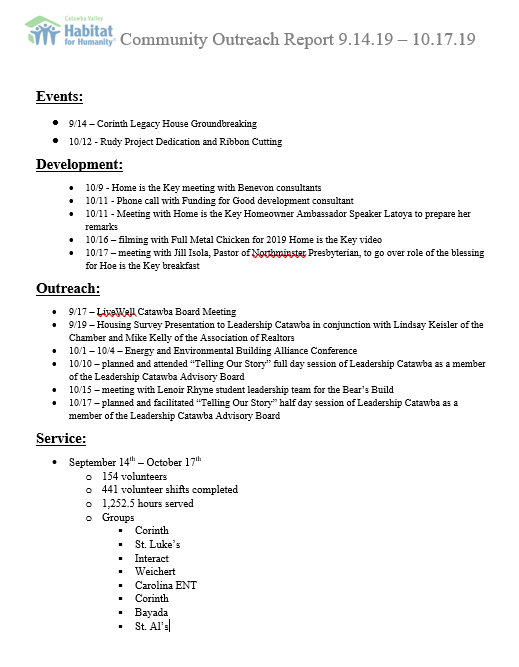 Catawba Valley
Habitat
for Humanity®
Community Outreach Report 9.14.19 – 10.17.19
Events:
• 9/14 – Corinth Legacy House Groundbreaking
• 10/12 - Rudy Project Dedication and Ribbon Cutting
Development:
• 10/9 - Home is the Key meeting with Benevon consultants
• 10/11 - Phone call with Funding for Good development consultant
• 10/11 - Meeting with Home is the Key Homeowner Ambassador Speaker Latoya to prepare her
remarks
• 10/16 – filming with Full Metal Chicken for 2019 Home is the Key video
• 10/17 – meeting with Jill Isola, Pastor of Northminster Presbyterian, to go over role of the blessing
for Hoe is the Key breakfast
Outreach:
• 9/17 – LiveWell Catawba Board Meeting
• 9/19 – Housing Survey Presentation to Leadership Catawba in conjunction with Lindsay Keisler of the
Chamber and Mike Kelly of the Association of Realtors
• 10/1 – 10/4 – Energy and Environmental Building Alliance Conference
• 10/10 – planned and attended “Telling Our Story” full day session of Leadership Catawba as a member
of the Leadership Catawba Advisory Board
• 10/15 – meeting with Lenoir Rhyne student leadership team for the Bear’s Build
• 10/17 – planned and facilitated “Telling Our Story” half day session of Leadership Catawba as a
member of the Leadership Catawba Advisory Board
Service:
• September 14th – October 17th
o 154 volunteers
o 441 volunteer shifts completed
o 1,252.5 hours served
o Groups
▪ Corinth
▪ St. Luke’s
▪ Interact
▪ Weichert
▪ Carolina ENT
▪ Corinth
▪ Bayada
▪ St. Al’s